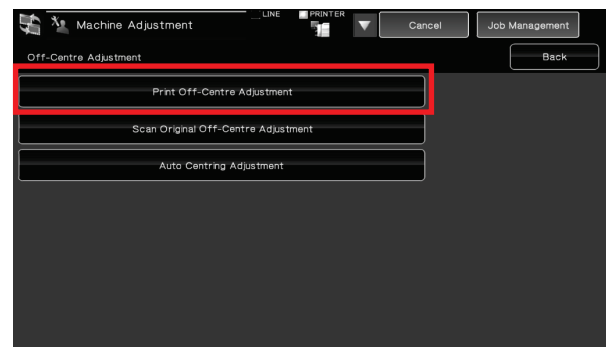 Machine Adjustment
LINE
PRINTER
Cancel
Job Management
Off-Centre Adjustment
Back
Print Off-Centre Adjustment
Scan Original Off-Centre Adjustment
Auto Centring Adjustment